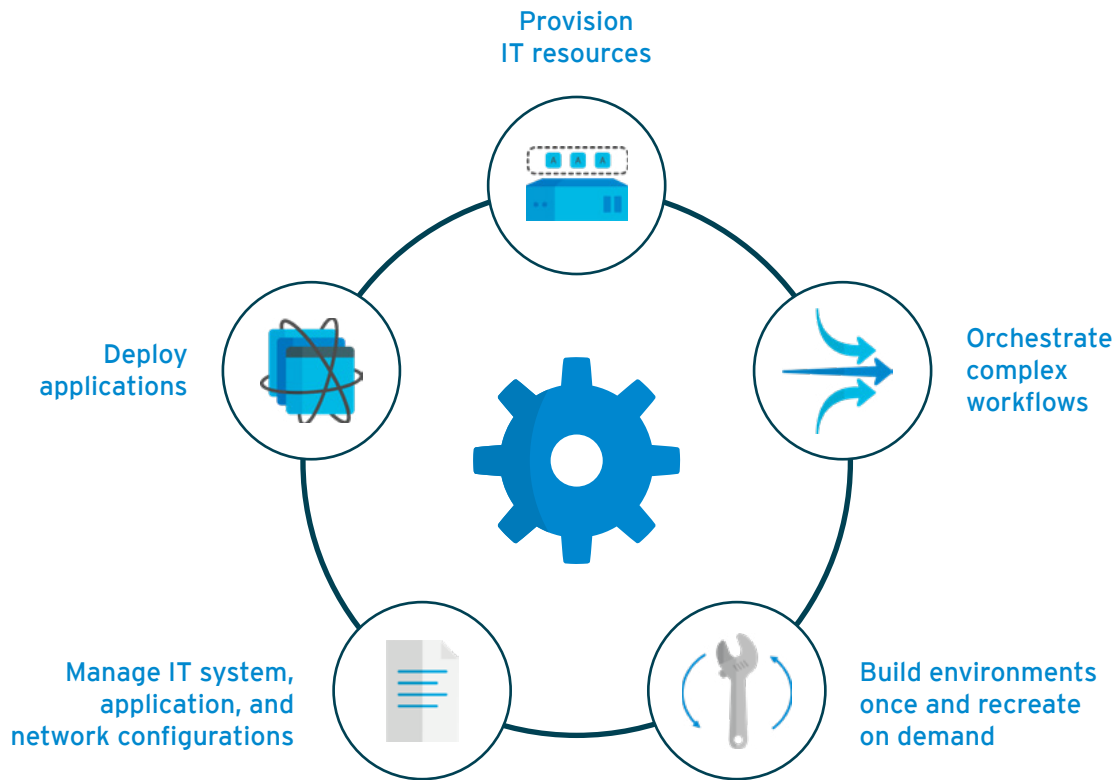 Provision
IT resources
A A A
Deploy
applications
Orchestrate
complex
workflows
Manage IT system,
application, and
network configurations
Build environments
once and recreate
on demand